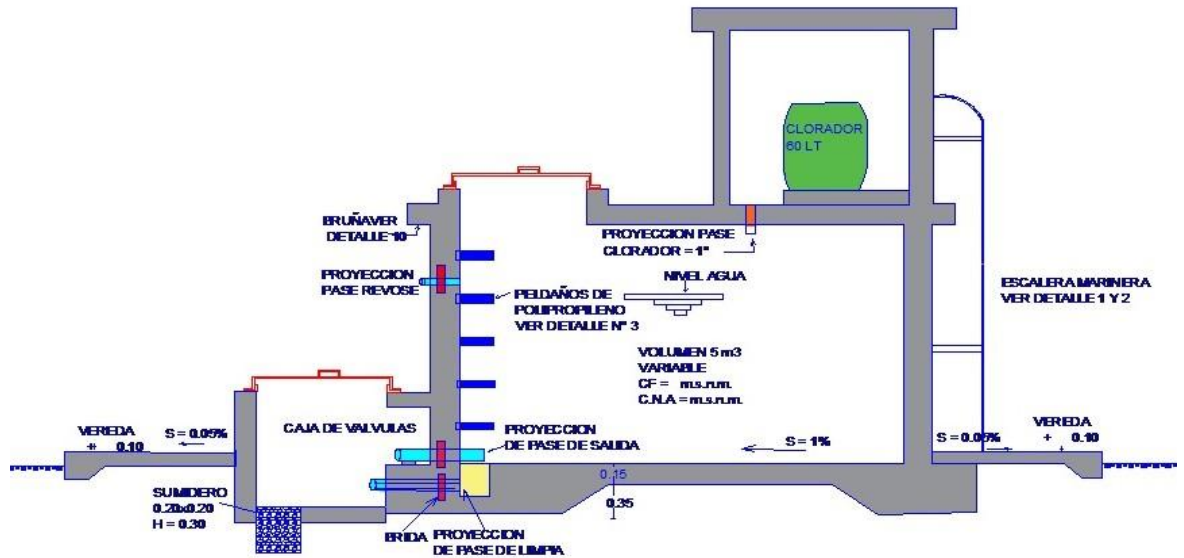 CLORADOR
60 LT
BRUÑAVER
DETALLE 10
PROYECCION PASE
CLORADOR = 1"
PROYECCION
PASE REVOSE
NIVEL AGUA
PELDAÑOS DE
POLIPROPILENO
VER DETALLE N° 3
ESCALERA MARINERA
VER DETALLE 1 Y 2
VOLUMEN 5 m3
VARIABLE
CF = m.s.n.m.
C.N.A = m.s.n.m.
VEREDA
+ 0.10
S = 0.05%
CAJA DE VALVULAS
PROYECCION
DE PASE DE SALIDA
S = 1%
S = 0.05%
VEREDA
+ 0.10
0.15
0.35
SUMIDERO
0.20x0.20
H = 0.30
BRIDA
PROYECCION
DE PASE DE LIMPIA